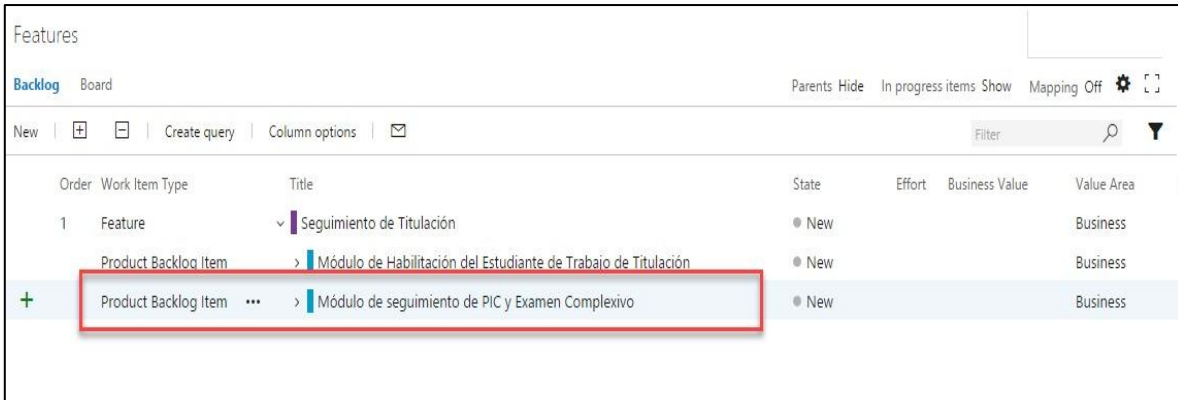 Features
Backlog Board Parents Hide In progress items Show Mapping Off
New Create query Column options Filter
Order Work Item Type Title State Effort Business Value Value Area
1 Feature Seguimiento de Titulación New Business
Product Backlog Item Módulo de Habilitación del Estudiante de Trabajo de Titulación New Business
Product Backlog Item ••• Módulo de seguimiento de PIC y Examen Complexivo New Business